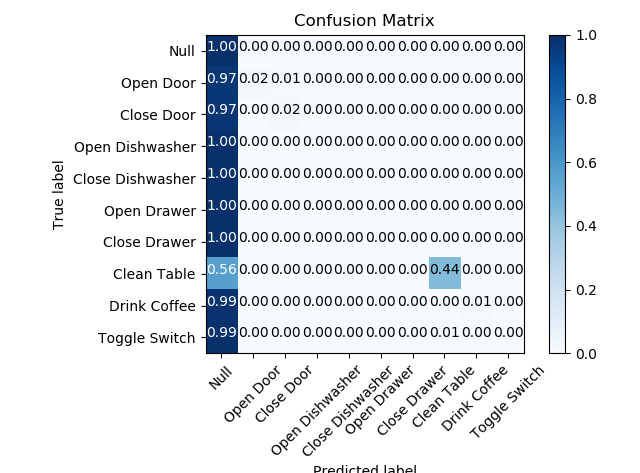 Confusion Matrix
True label
Null 1.00 0.00 0.00 0.00 0.00 0.00 0.00 0.00 0.00 0.00
Open Door 0.97 0.02 0.01 0.00 0.00 0.00 0.00 0.00 0.00 0.00
Close Door 0.97 0.00 0.02 0.00 0.00 0.00 0.00 0.00 0.00 0.00
Open Dishwasher 1.00 0.00 0.00 0.00 0.00 0.00 0.00 0.00 0.00 0.00
Close Dishwasher 1.00 0.00 0.00 0.00 0.00 0.00 0.00 0.00 0.00 0.00
Open Drawer 1.00 0.00 0.00 0.00 0.00 0.00 0.00 0.00 0.00 0.00
Close Drawer 1.00 0.00 0.00 0.00 0.00 0.00 0.00 0.00 0.00 0.00
Clean Table 0.56 0.00 0.00 0.00 0.00 0.00 0.00 0.44 0.00 0.00
Drink Coffee 0.99 0.00 0.00 0.00 0.00 0.00 0.00 0.00 0.01 0.00
Toggle Switch 0.99 0.00 0.00 0.00 0.00 0.00 0.00 0.01 0.00 0.00
Null
Open Door
Close Door
Open Dishwasher
Close Dishwasher
Open Drawer
Close Drawer
Clean Table
Drink Coffee
Toggle Switch
Predicted label
1.0
0.8
0.6
0.4
0.2
0.0